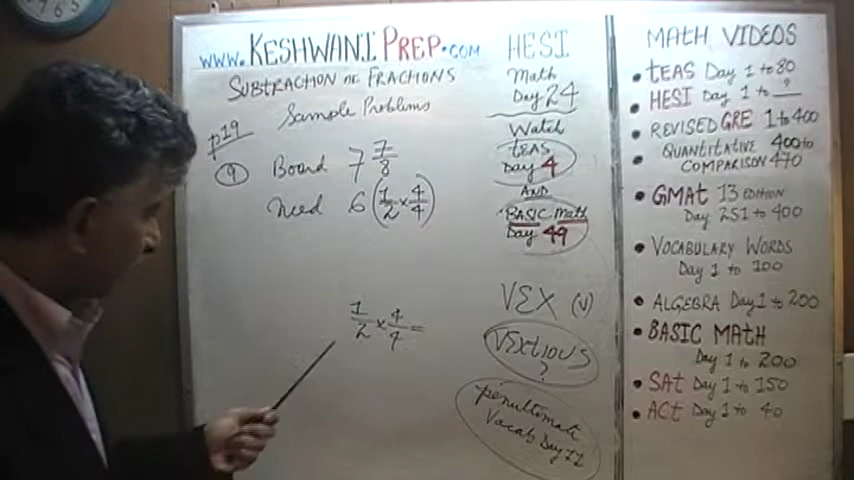 www.KESHWANIPREP.COM
SUBTRACTION OF FRACTIONS
Sample Problems
p19
9 Board 7 7/8
need 6 (1/2 x 4/4)
1/2 x 4/4 =
HESI
Math
Day 24
Watch
TEAS
Day 4
AND
BASIC Math
Day 49
VEX (V)
VEXTIOUS
?
penultimate
Vocab Day 22
MATH VIDEOS
• TEAS Day 1 to 80
• HESI Day 1 to ?
• REVISED GRE 1 to 400
• QUANTITATIVE 400 to
COMPARISON 470
• GMAT 13 EDITION
Day 251 to 400
• VOCABULARY WORDS
Day 1 to 100
• ALGEBRA Day 1 to 200
• BASIC MATH
Day 1 to 200
• SAT Day 1 to 150
• ACT Day 1 to 40